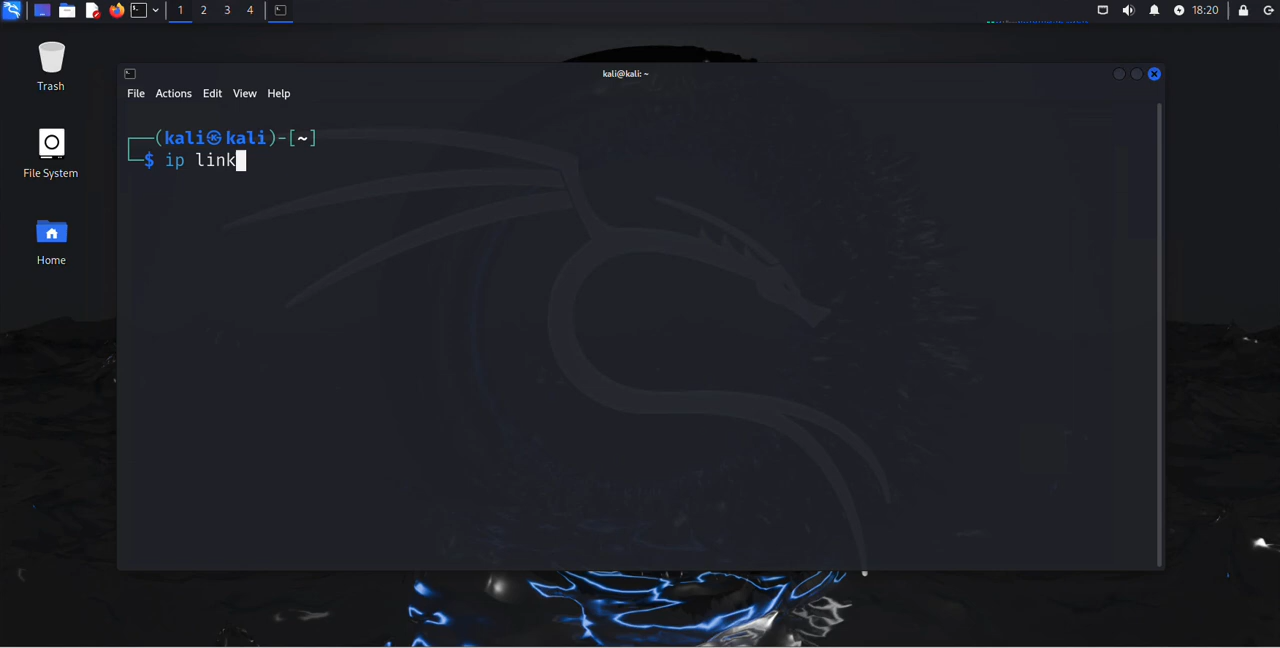 1 2 3 4
18:20
Trash
File System
Home
kali@kali: ~
File Actions Edit View Help
┌──(kali㉿kali)-[~]
└─$ ip link